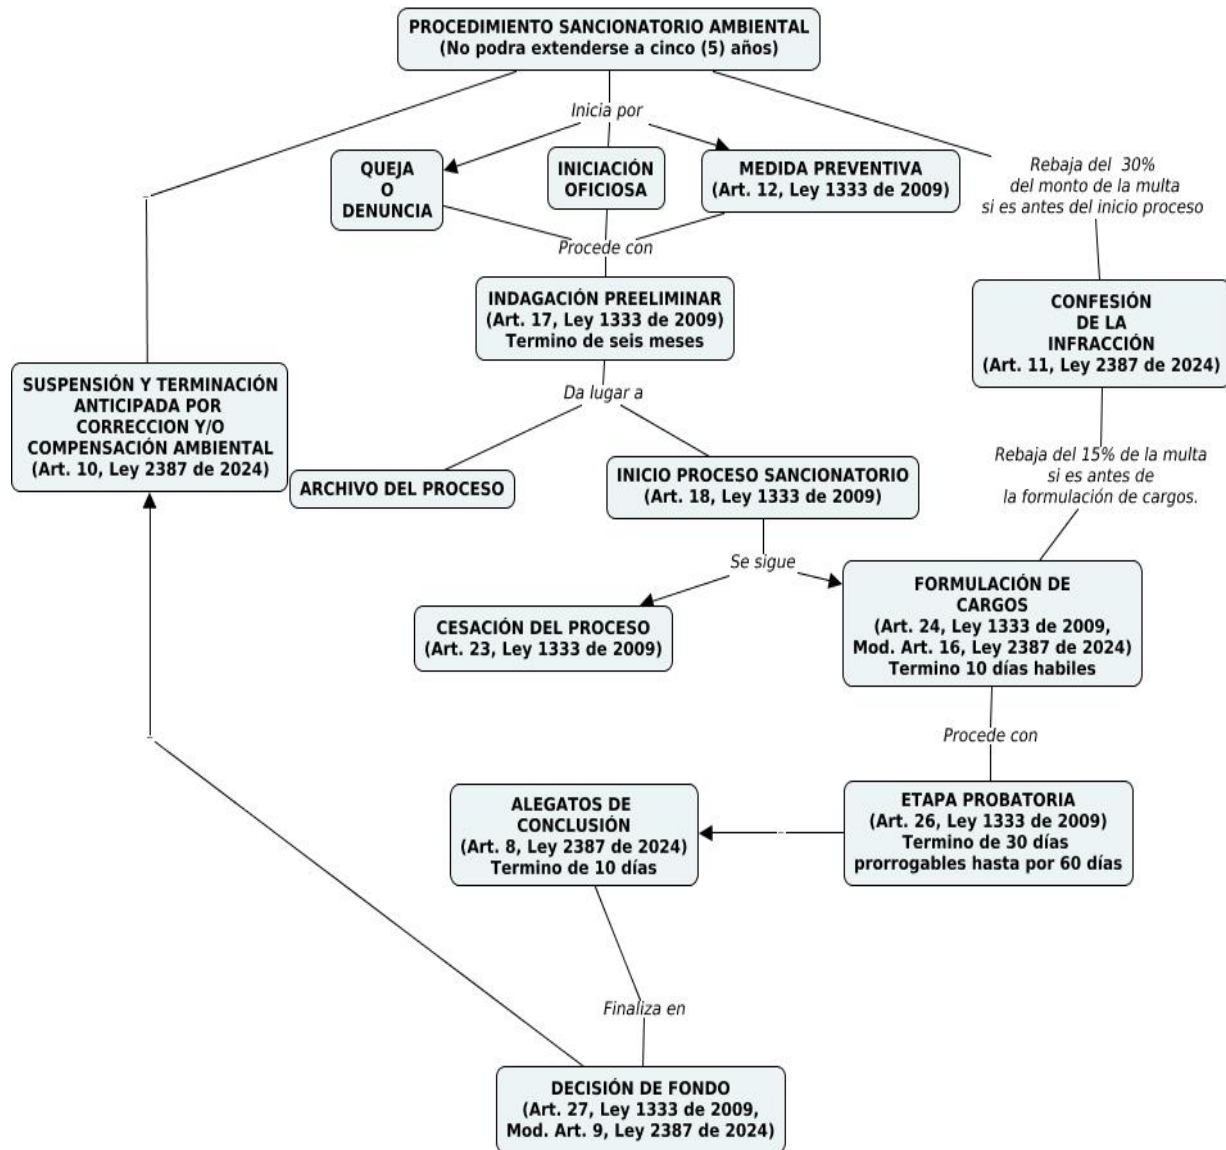 PROCEDIMIENTO SANCIONATORIO AMBIENTAL
(No podra extenderse a cinco (5) años)
Inicia por
QUEJA
O
DENUNCIA
INICIACIÓN
OFICIOSA
MEDIDA PREVENTIVA
(Art. 12, Ley 1333 de 2009)
Rebaja del 30%
del monto de la multa
si es antes del inicio proceso
Procede con
INDAGACIÓN PREELIMINAR
(Art. 17, Ley 1333 de 2009)
Termino de seis meses
CONFESIÓN
DE LA
INFRACCIÓN
(Art. 11, Ley 2387 de 2024)
SUSPENSIÓN Y TERMINACIÓN
ANTICIPADA POR
CORRECCION Y/O
COMPENSACIÓN AMBIENTAL
(Art. 10, Ley 2387 de 2024)
Da lugar a
ARCHIVO DEL PROCESO
INICIO PROCESO SANCIONATORIO
(Art. 18, Ley 1333 de 2009)
Rebaja del 15% de la multa
si es antes de
la formulación de cargos.
Se sigue
CESACIÓN DEL PROCESO
(Art. 23, Ley 1333 de 2009)
FORMULACIÓN DE
CARGOS
(Art. 24, Ley 1333 de 2009,
Mod. Art. 16, Ley 2387 de 2024)
Termino 10 días habiles
Procede con
ETAPA PROBATORIA
(Art. 26, Ley 1333 de 2009)
Termino de 30 días
prorrogables hasta por 60 días
ALEGATOS DE
CONCLUSIÓN
(Art. 8, Ley 2387 de 2024)
Termino de 10 días
Finaliza en
DECISIÓN DE FONDO
(Art. 27, Ley 1333 de 2009,
Mod. Art. 9, Ley 2387 de 2024)